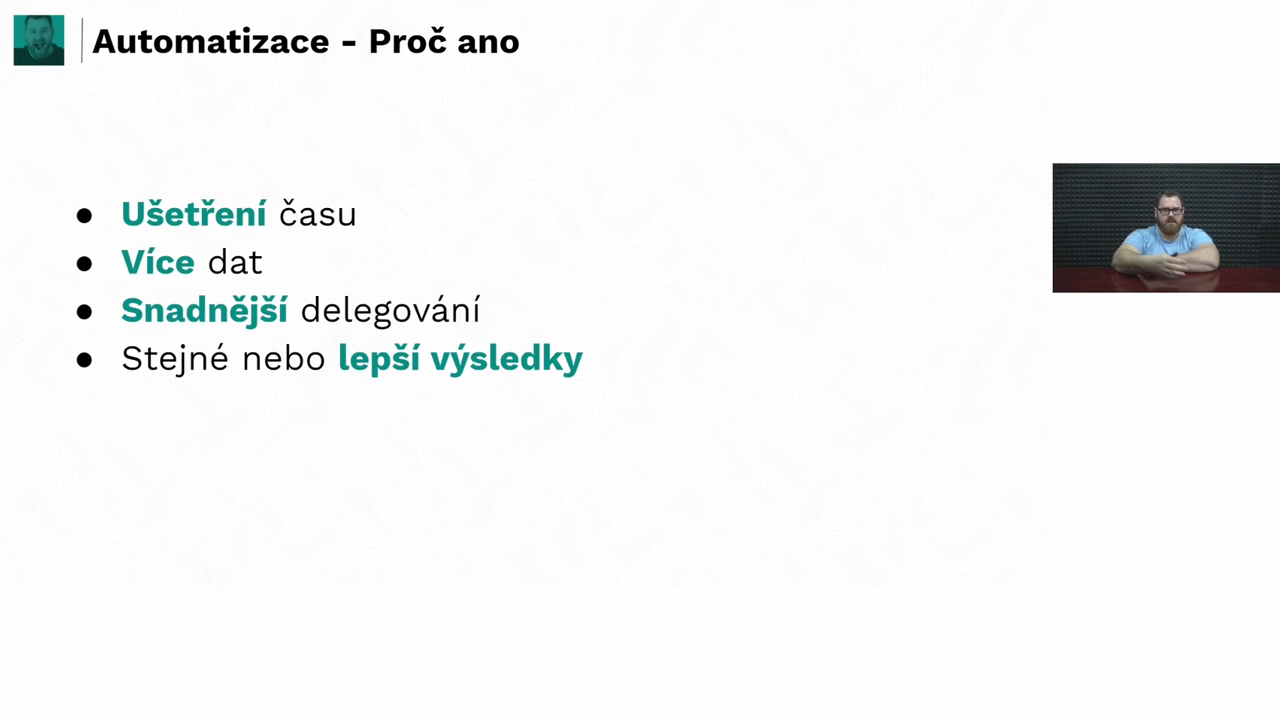 Automatizace - Proč ano
● Ušetření času
● Více dat
● Snadnější delegování
● Stejné nebo lepší výsledky